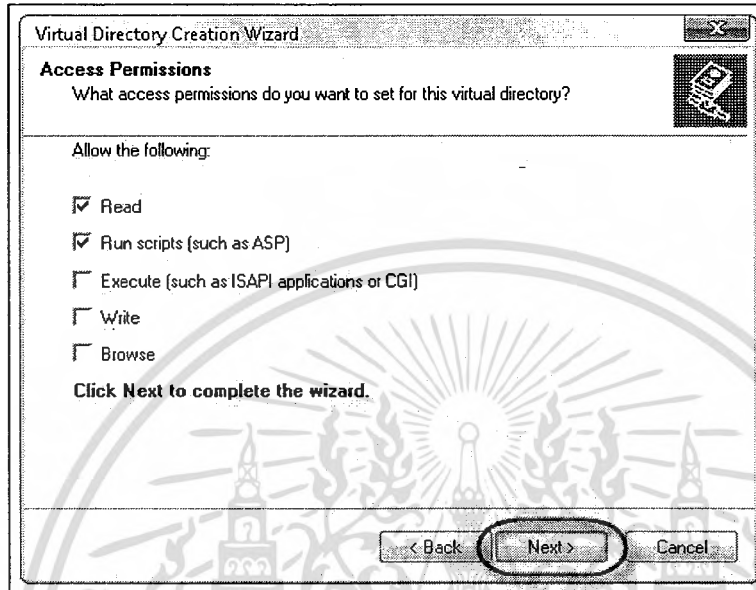 Virtual Directory Creation Wizard
Access Permissions
What access permissions do you want to set for this virtual directory?
Allow the following:
Read
Run scripts (such as ASP)
Execute (such as ISAPI applications or CGI)
Write
Browse
Click Next to complete the wizard.
< Back Next > Cancel